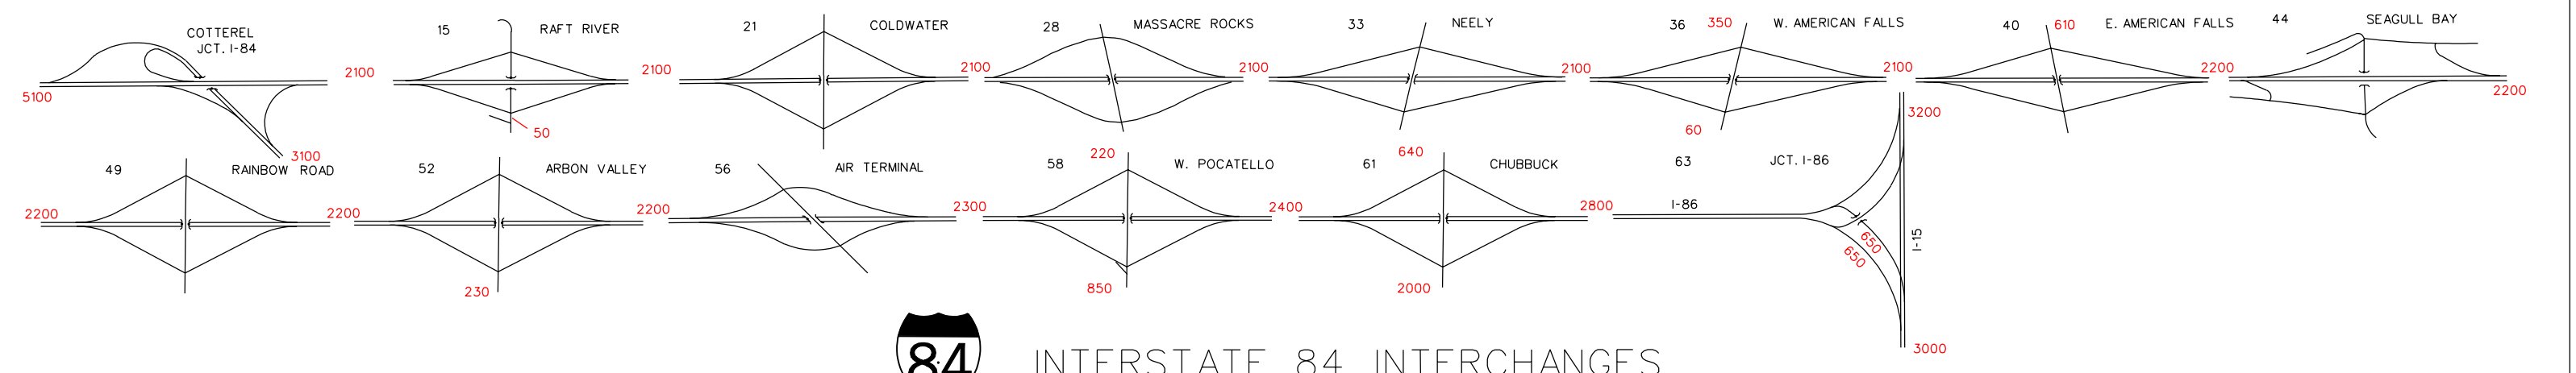 COTTEREL
JCT. I-84
5100
2100
3100
15
RAFT RIVER
50
2100
21
COLDWATER
2100
28
MASSACRE ROCKS
2100
33
NEELY
2100
36
350
W. AMERICAN FALLS
60
2100
40
610
E. AMERICAN FALLS
2200
44
SEAGULL BAY
2200
49
RAINBOW ROAD
2200
2200
52
ARBON VALLEY
230
2200
56
AIR TERMINAL
2300
58
220
W. POCATELLO
850
2400
61
640
CHUBBUCK
2000
2800
63
JCT. I-86
I-86
3200
650
650
I-15
3000
84
INTERSTATE 84 INTERCHANGES